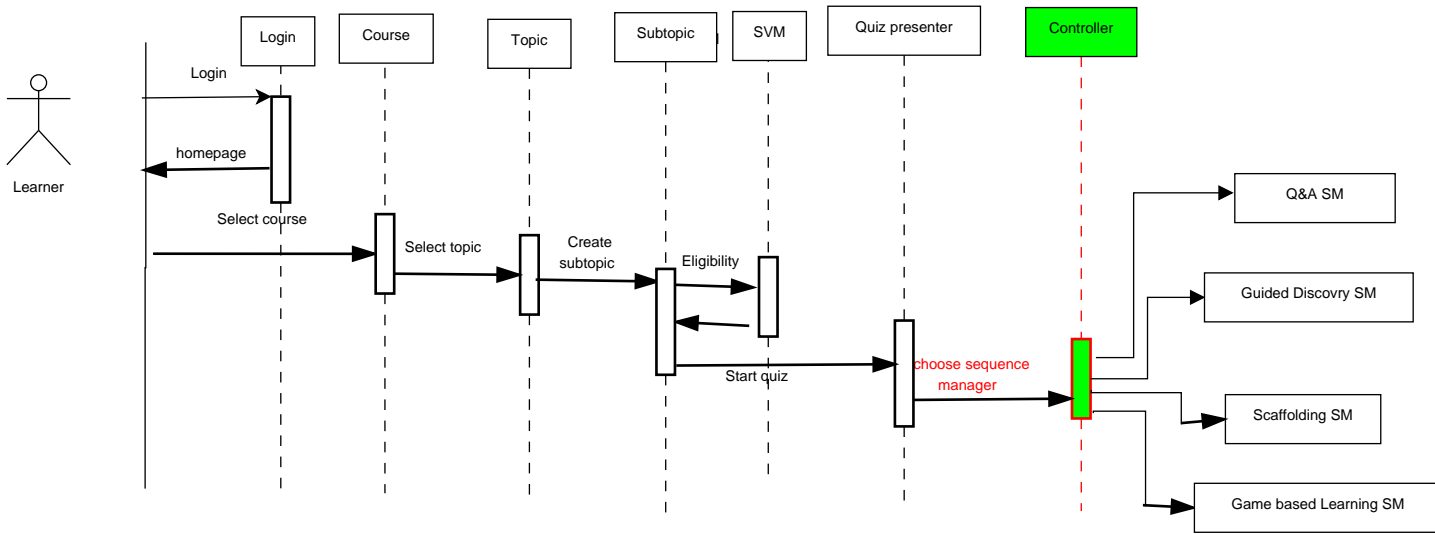 Login
Course
Topic
Subtopic
SVM
Quiz presenter
Controller
Login
homepage
Learner
Select course
Select topic
Create
subtopic
Eligibility
Start quiz
choose sequence
manager
Q&A SM
Guided Discovry SM
Scaffolding SM
Game based Learning SM